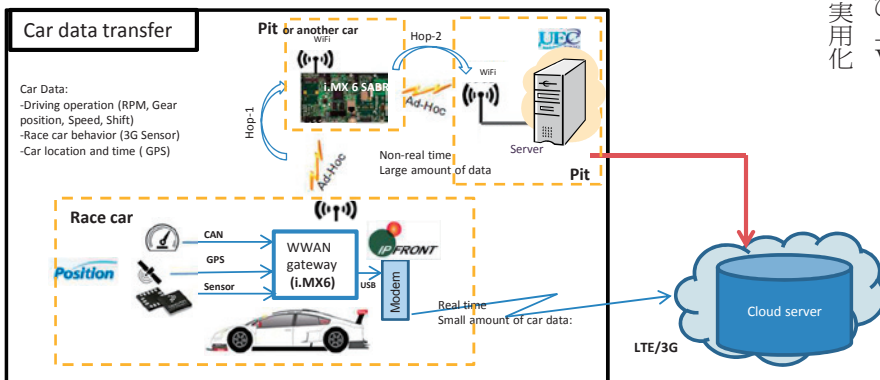 Car data transfer
Car Data:
-Driving operation (RPM, Gear
position, Speed, Shift)
-Race car behavior (3G Sensor)
-Car location and time ( GPS)
Pit or another car
WiFi
i.MX 6 SABR
Hop-1
Hop-2
Ad-Hoc
Ad-Hoc
Non-real time
Large amount of data
UEC
WiFi
Server
Pit
Race car
CAN
GPS
Sensor
Position
WWAN
gateway
(i.MX6)
USB
IP FRONT
Modem
Real time
Small amount of car data:
LTE/3G
Cloud server
実用化